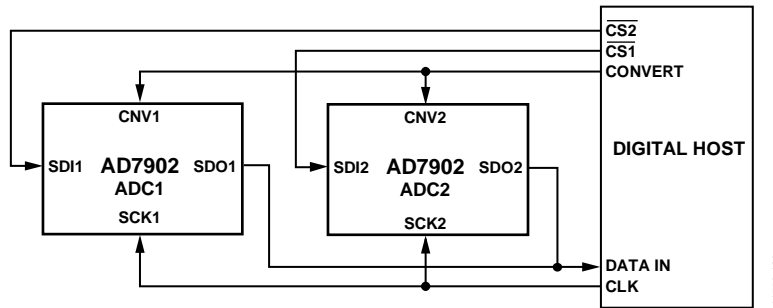 CS2
CS1
CONVERT
CNV1
CNV2
SDI1
AD7902
ADC1
SDO1
SDI2
AD7902
ADC2
SDO2
DIGITAL HOST
SCK1
SCK2
DATA IN
CLK